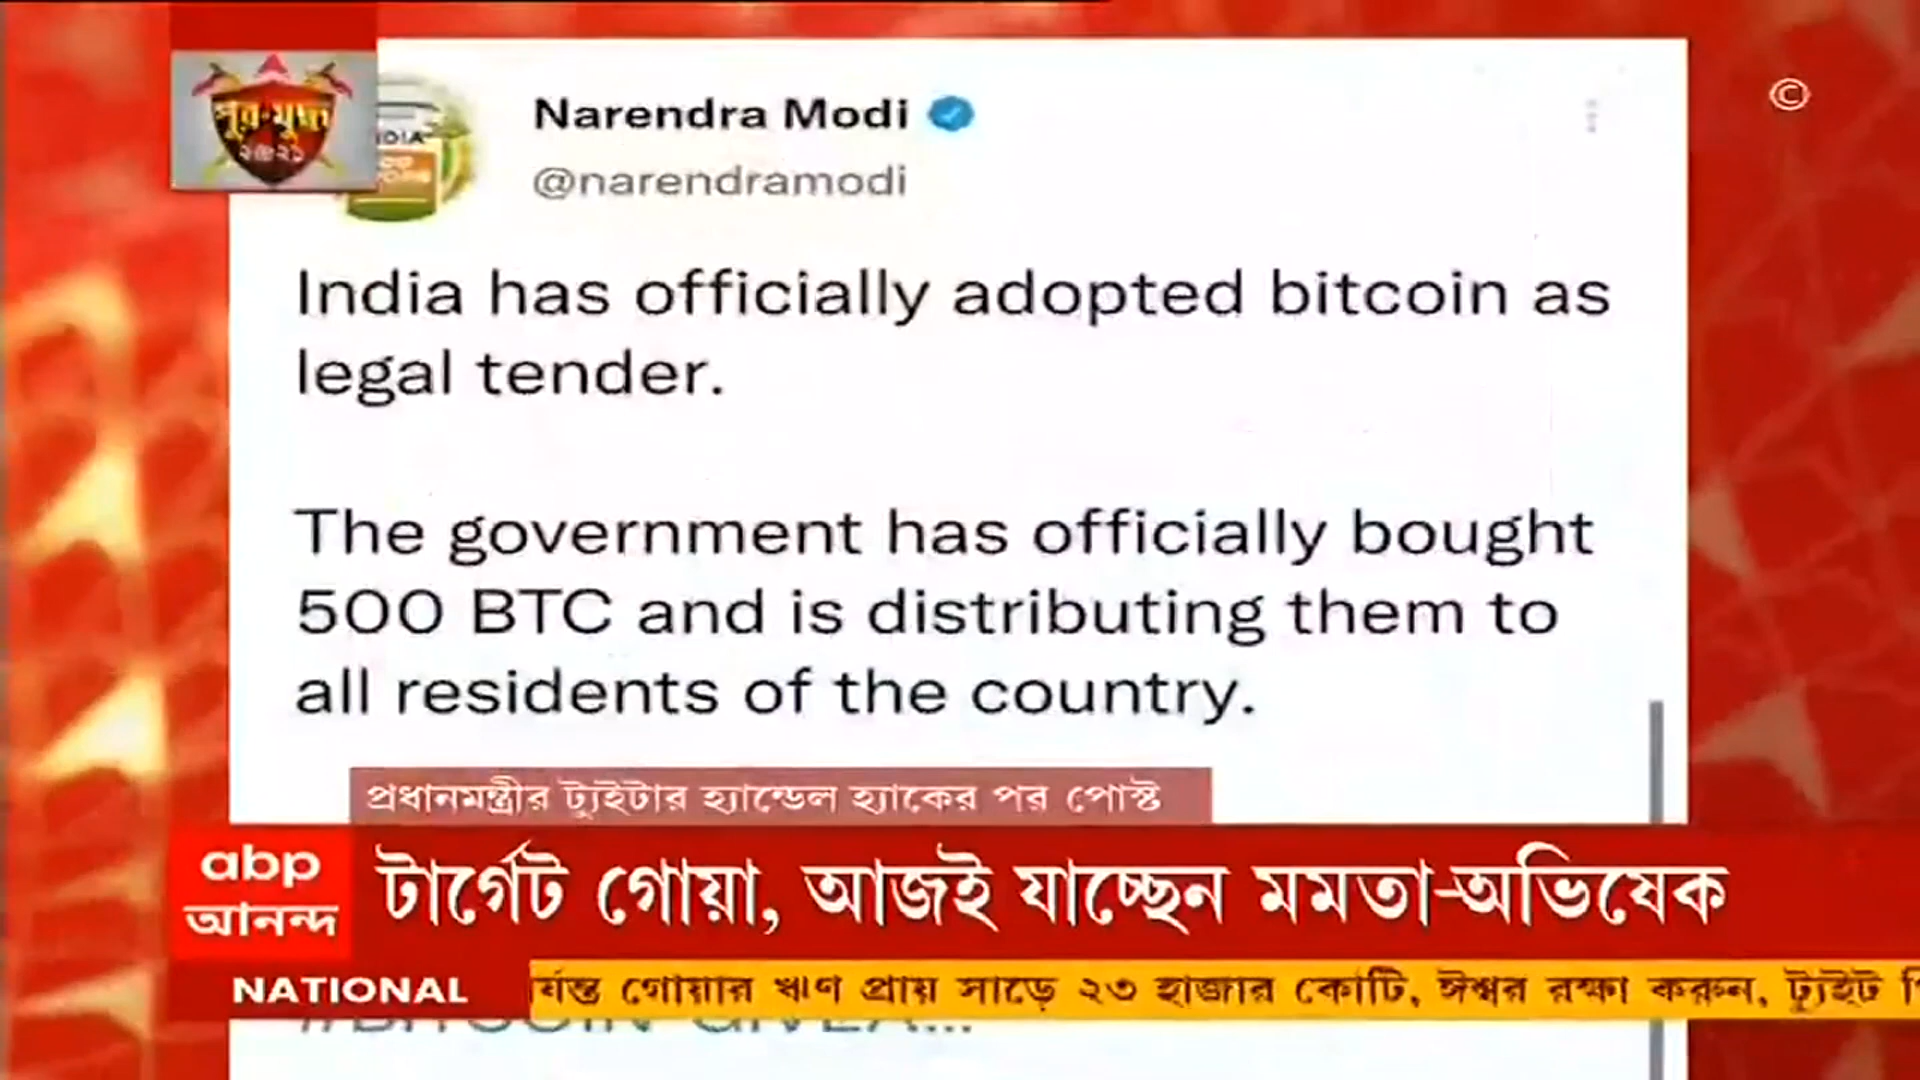 পুর-যুদ্ধ
২০২১
Narendra Modi
@narendramodi
©
India has officially adopted bitcoin as
legal tender.
The government has officially bought
500 BTC and is distributing them to
all residents of the country.
প্রধানমন্ত্রীর ট্যুইটার হ্যান্ডেল হ্যাকের পর পোস্ট
abp
আনন্দ
টার্গেট গোয়া, আজই যাচ্ছেন মমতা-অভিষেক
NATIONAL
র্যন্ত গোয়ার ঋণ প্রায় সাড়ে ২৩ হাজার কোটি, ঈশ্বর রক্ষা করুন, ট্যুইট